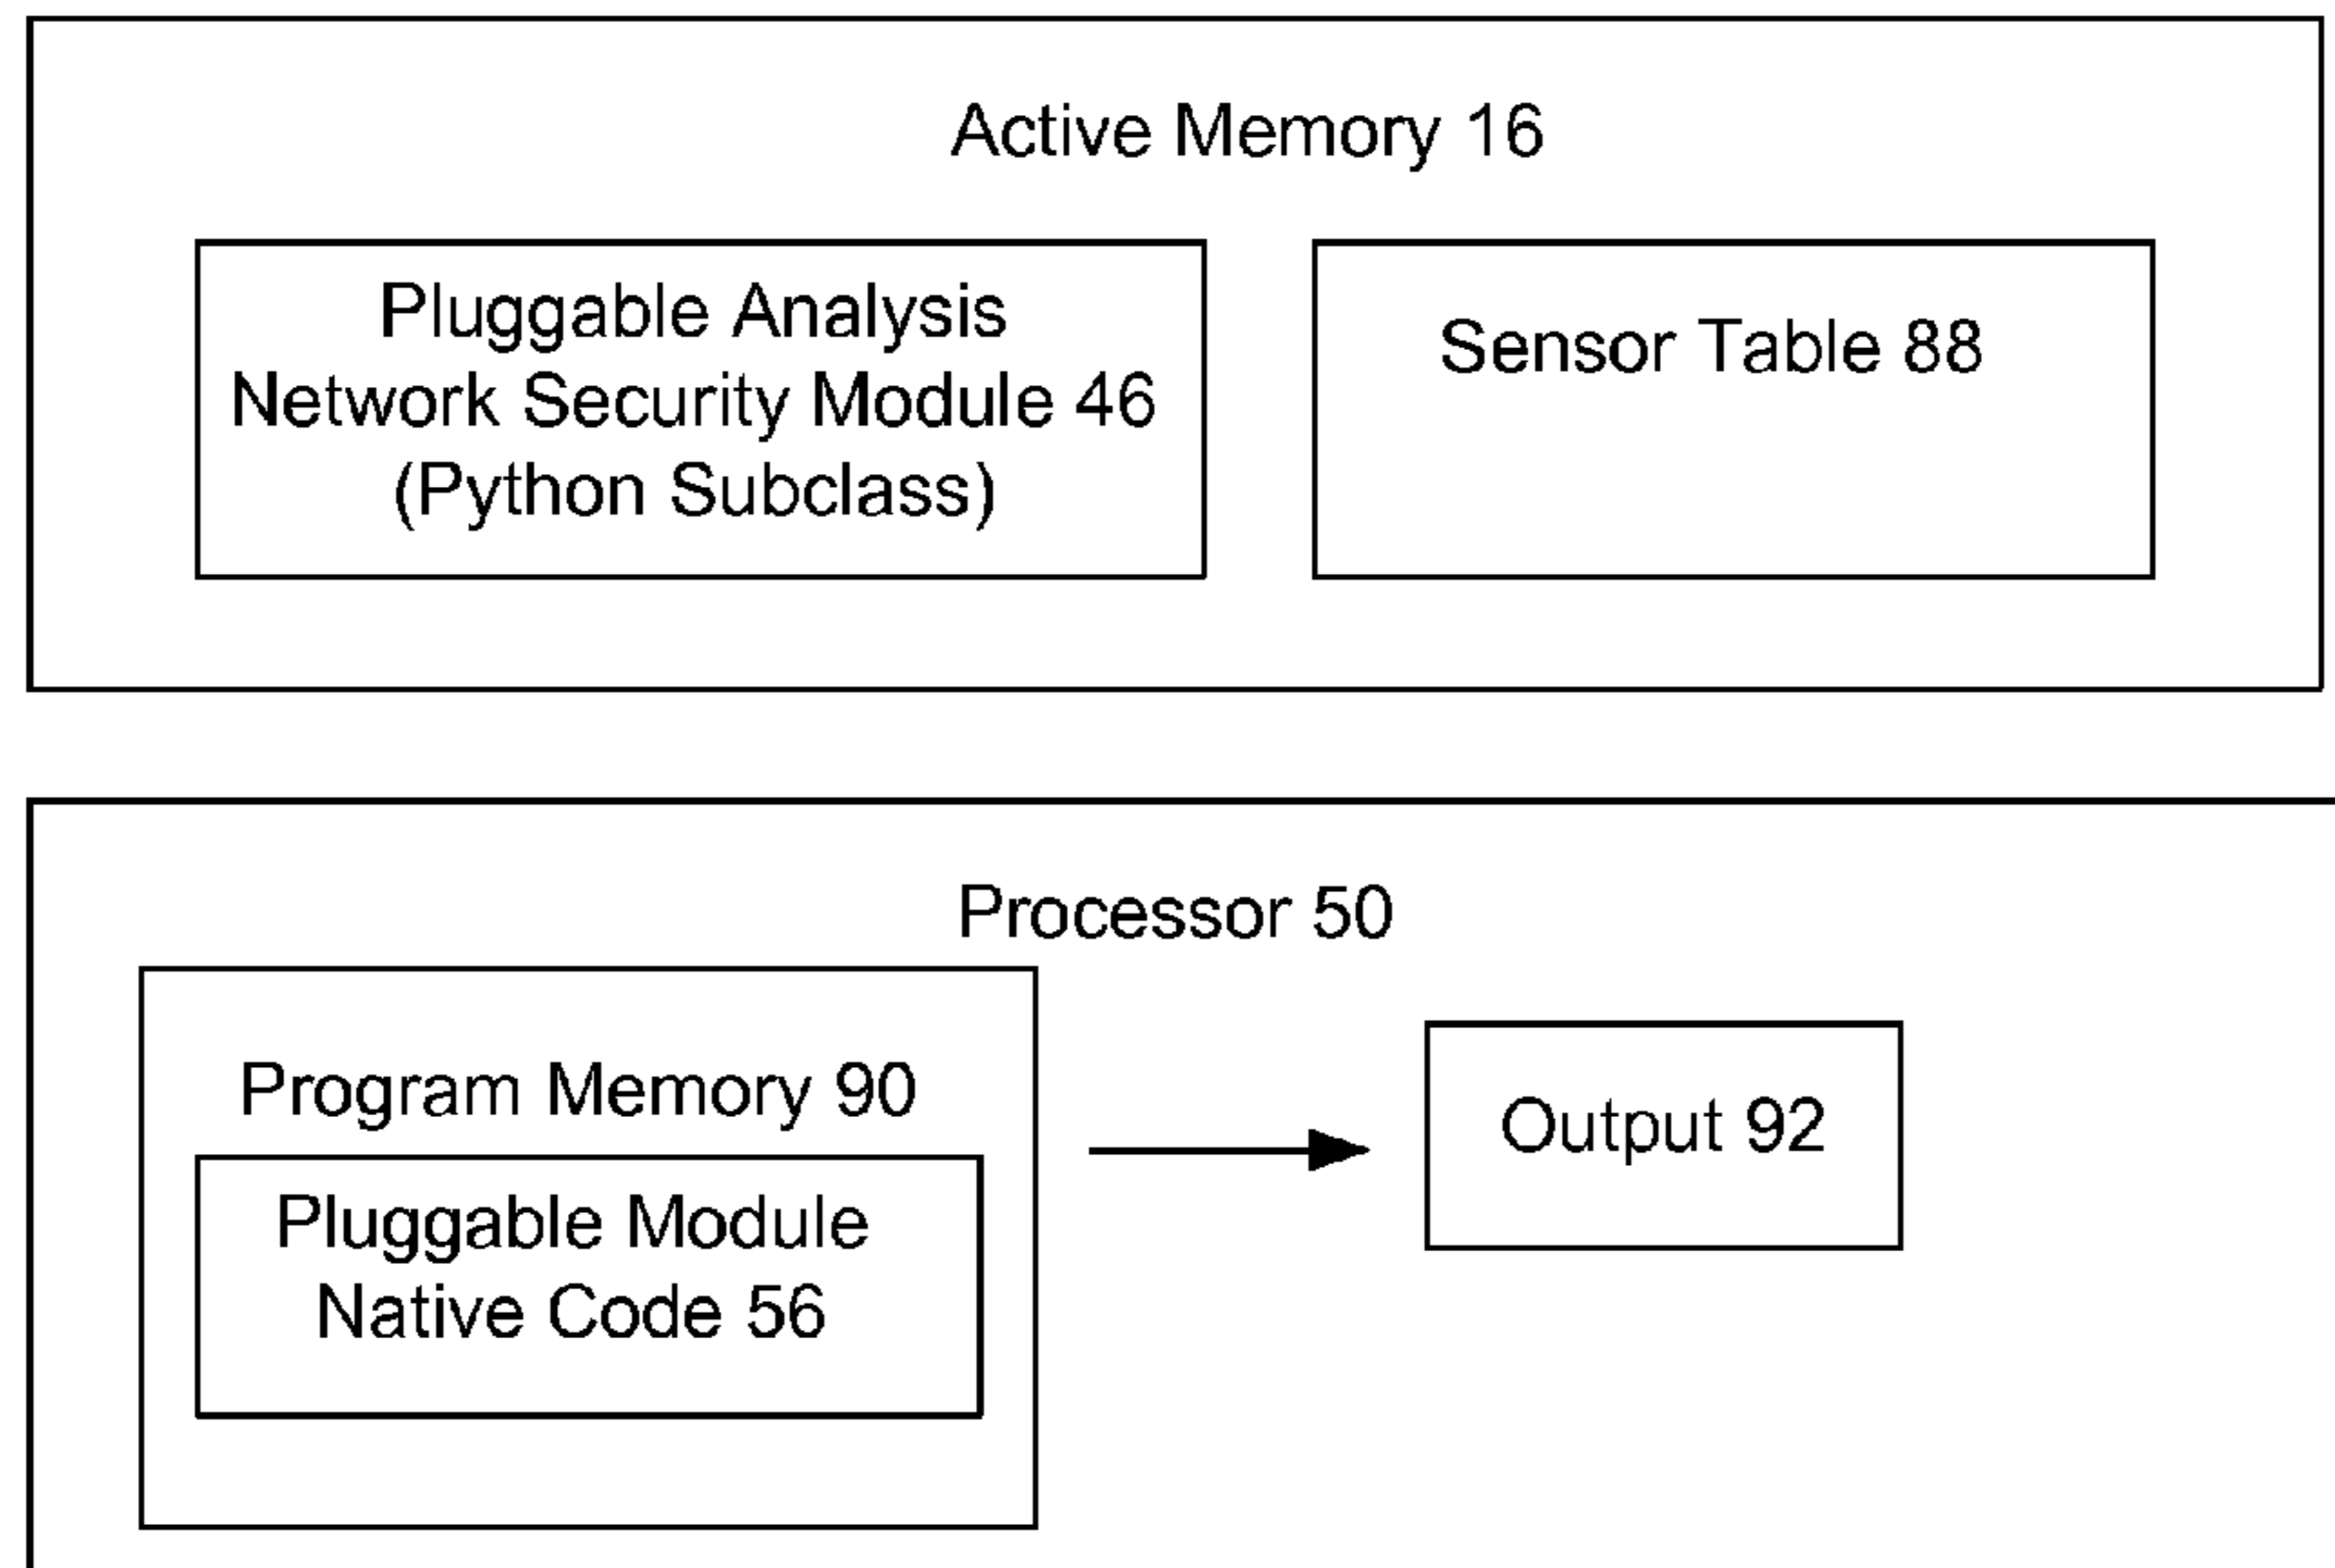 Active Memory 16
Pluggable Analysis
Network Security Module 46
(Python Subclass)
Sensor Table 88
Processor 50
Program Memory 90
Pluggable Module
Native Code 56
Output 92